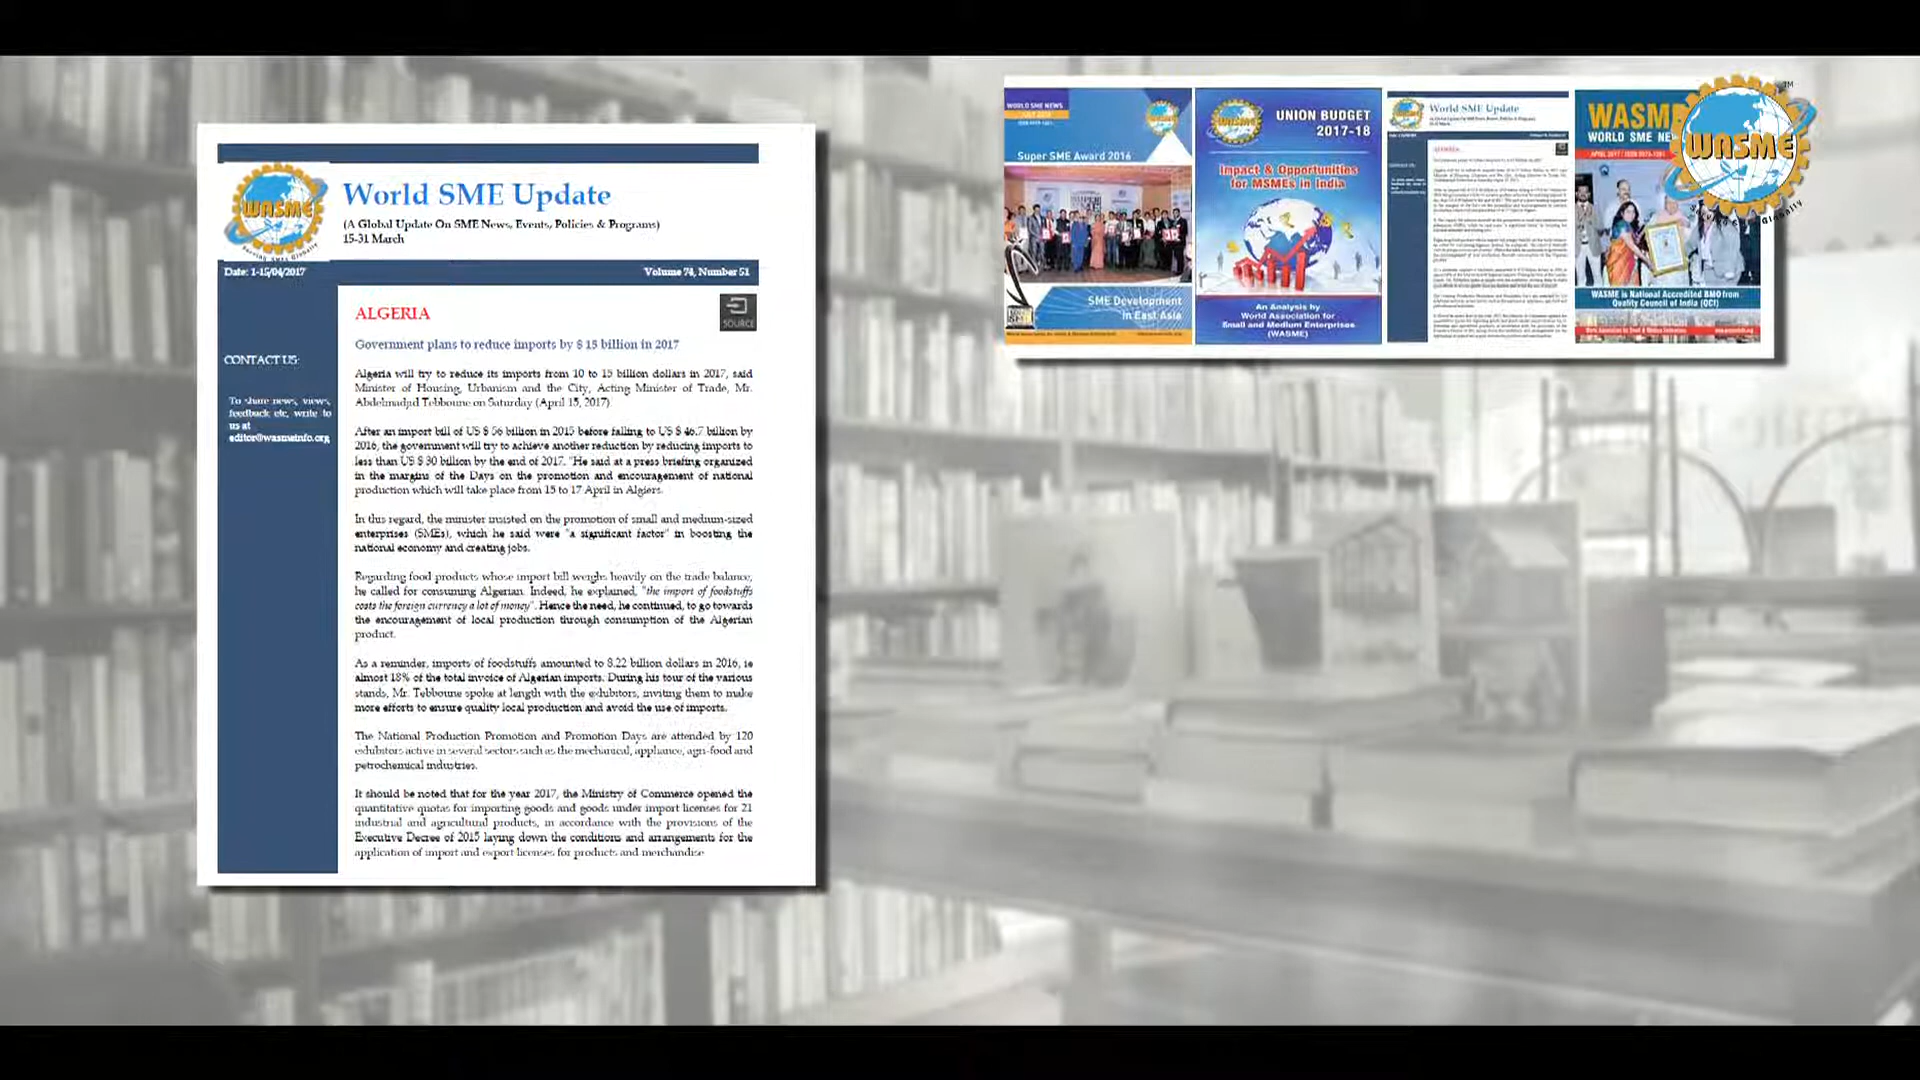 WASME
World SME Update
(A Global Update On SME News, Events, Policies & Programs)
15-31 March
Date: 1-15/04/2017
Volume 74, Number 51
CONTACT US:
To share news, views,
feedback etc, write to
us at
editor@wasmeinfo.org
ALGERIA
SOURCE
Government plans to reduce imports by $ 15 billion in 2017
Algeria will try to reduce its imports from 10 to 15 billion dollars in 2017, said
Minister of Housing, Urbanism and the City, Acting Minister of Trade, Mr.
Abdelmadjid Tebboune on Saturday (April 15, 2017)
After an import bill of US $ 56 billion in 2015 before falling to US $ 46.7 billion by
2016, the government will try to achieve another reduction by reducing imports to
less than US $ 30 billion by the end of 2017. "He said at a press briefing organized
in the margins of the Days on the promotion and encouragement of national
production which will take place from 15 to 17 April in Algiers.
In this regard, the minister insisted on the promotion of small and medium-sized
enterprises (SMEs), which he said were "a significant factor" in boosting the
national economy and creating jobs.
Regarding food products whose import bill weighs heavily on the trade balance,
he called for consuming Algerian. Indeed, he explained, "the import of foodstuffs
costs the foreign currency a lot of money". Hence the need, he continued, to go towards
the encouragement of local production through consumption of the Algerian
product.
As a reminder, imports of foodstuffs amounted to 8.22 billion dollars in 2016, ie
almost 18% of the total invoice of Algerian imports. During his tour of the various
stands, Mr. Tebboune spoke at length with the exhibitors, inviting them to make
more efforts to ensure quality local production and avoid the use of imports.
The National Production Promotion and Promotion Days are attended by 120
exhibitors active in several sectors such as the mechanical, appliance, agri-food and
petrochemical industries.
It should be noted that for the year 2017, the Ministry of Commerce opened the
quantitative quotas for importing goods and goods under import licenses for 21
industrial and agricultural products, in accordance with the provisions of the
Executive Decree of 2015 laying down the conditions and arrangements for the
application of import and export licenses for products and merchandise
WORLD SME NEWS
Super SME Award 2016
SME Development
in East Asia
WASME
UNION BUDGET
2017-18
Impact & Opportunities
for MSMEs in India
An Analysis by
World Association for
Small and Medium Enterprises
(WASME)
World SME Update
ALGERIA
WASM
WORLD SME NE
WASME is National Accredited BMO from
Quality Council of India (QCI)
WASME
TM